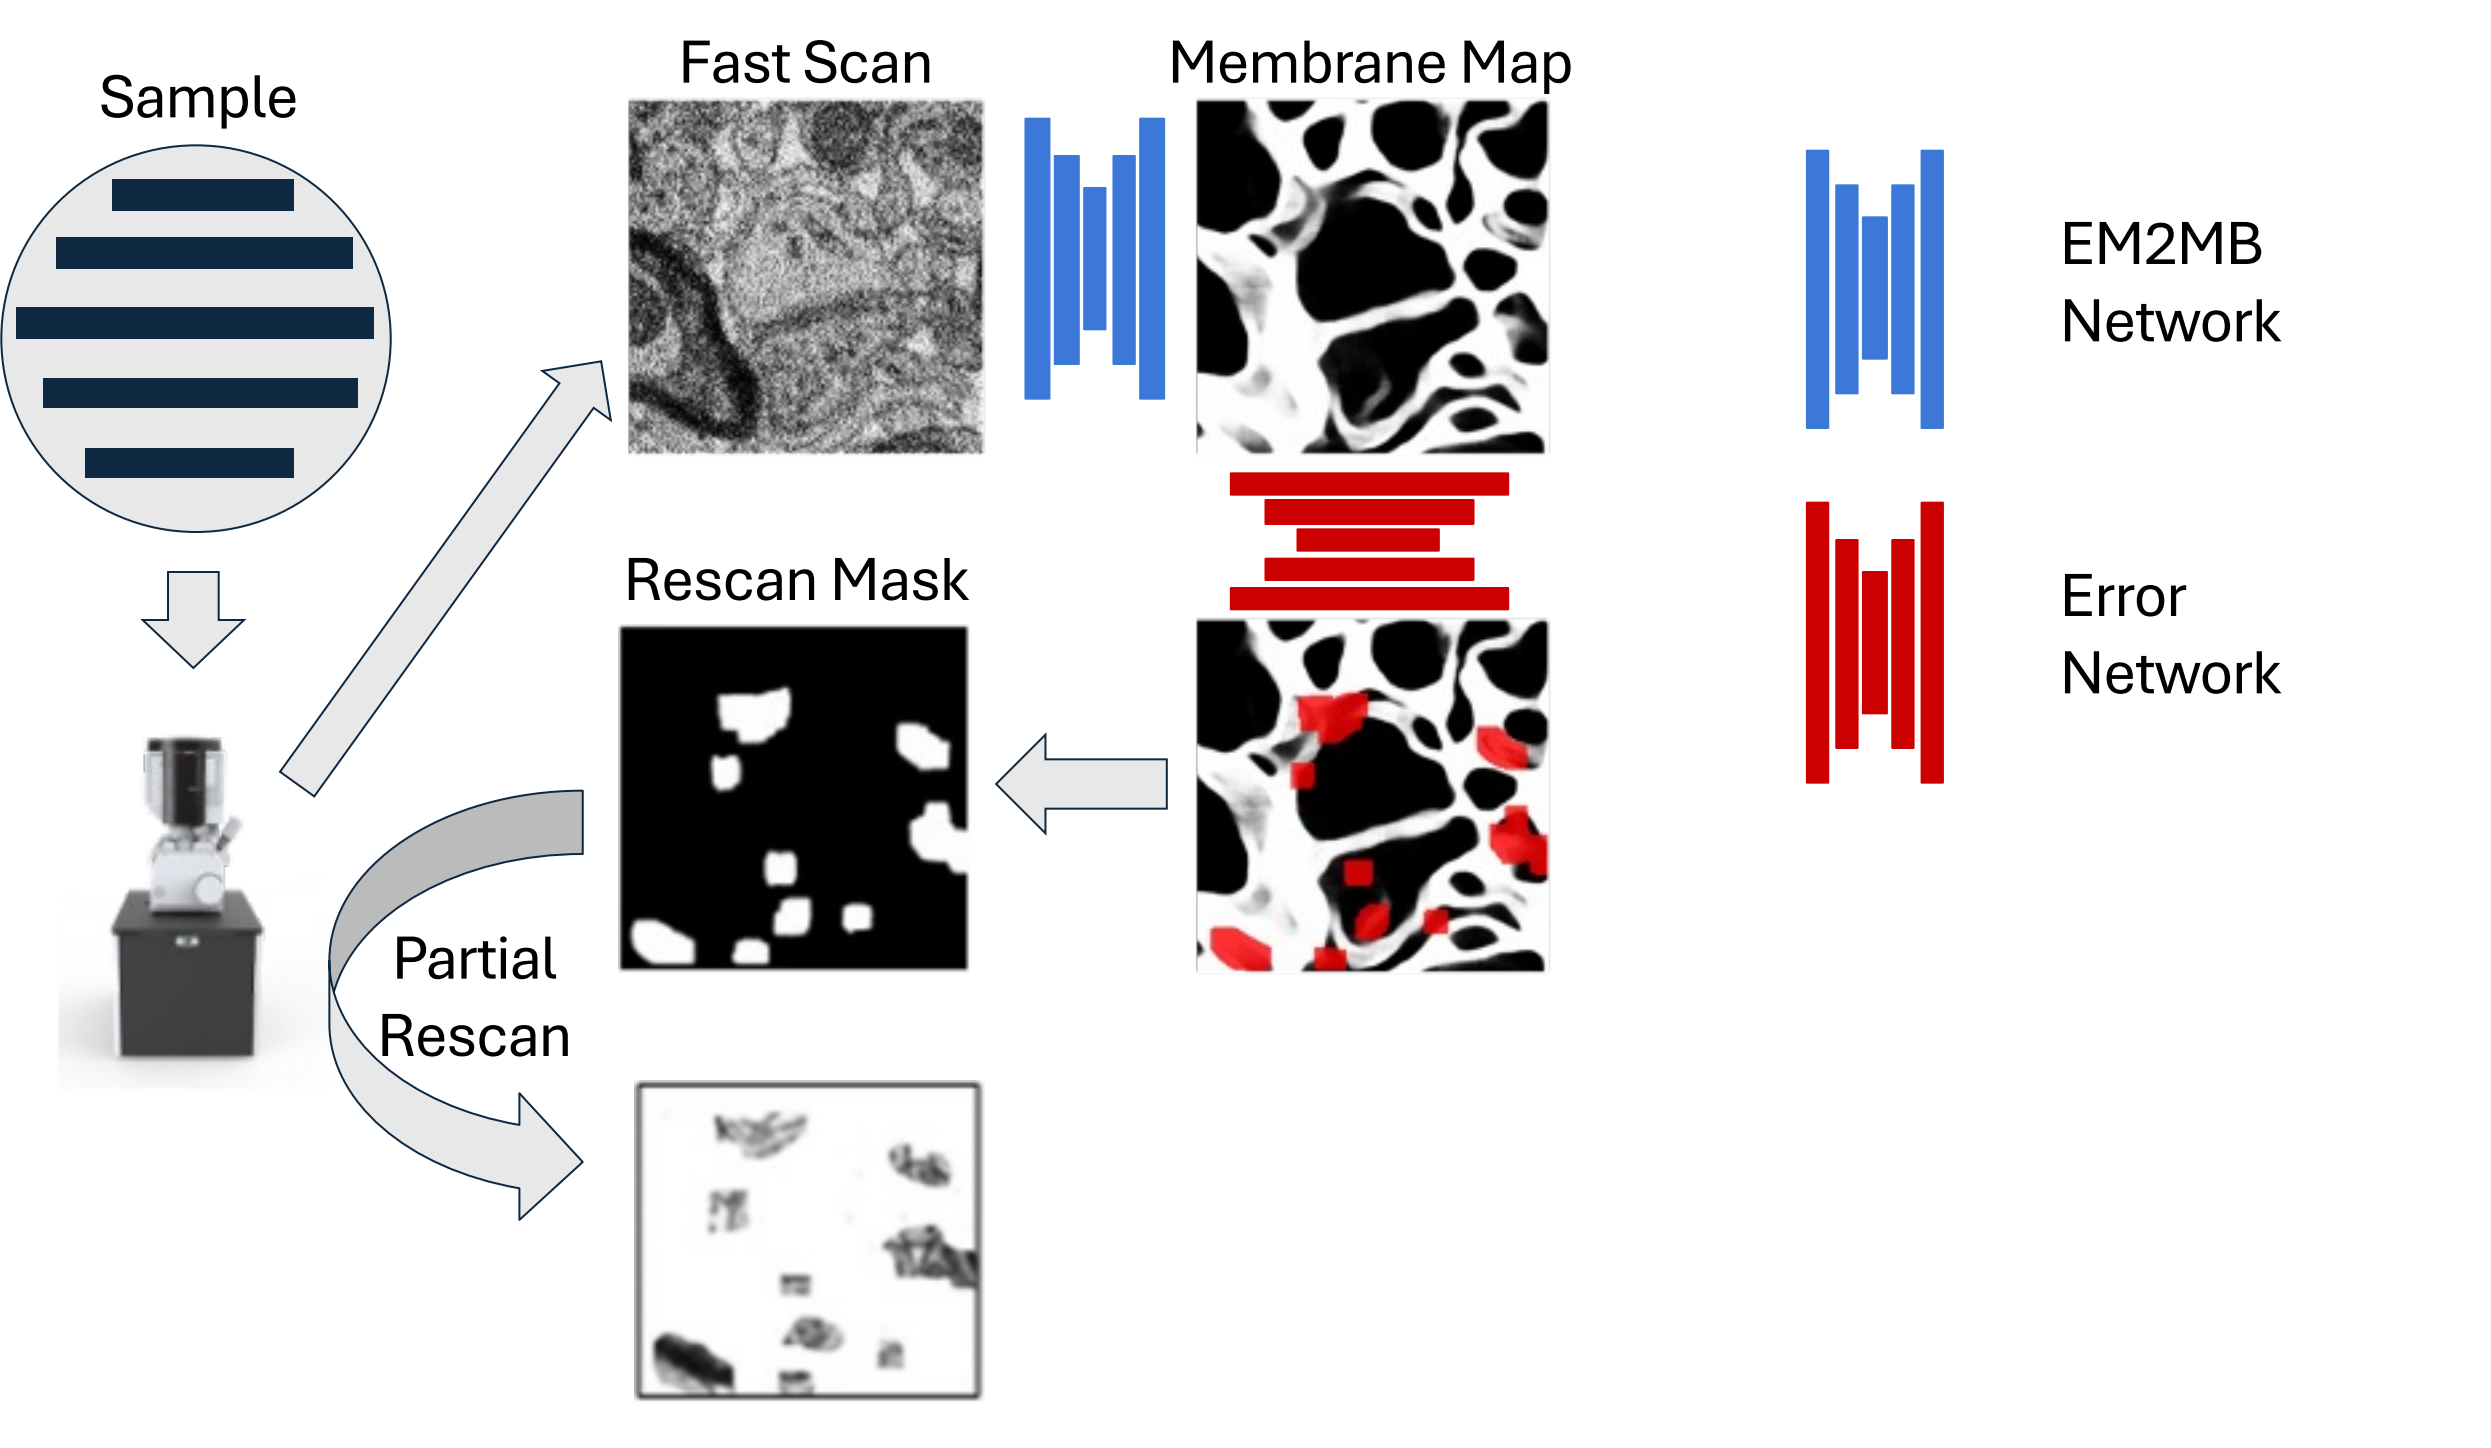 Sample
Fast Scan
Membrane Map
EM2MB
Network
Rescan Mask
Error
Network
Partial
Rescan